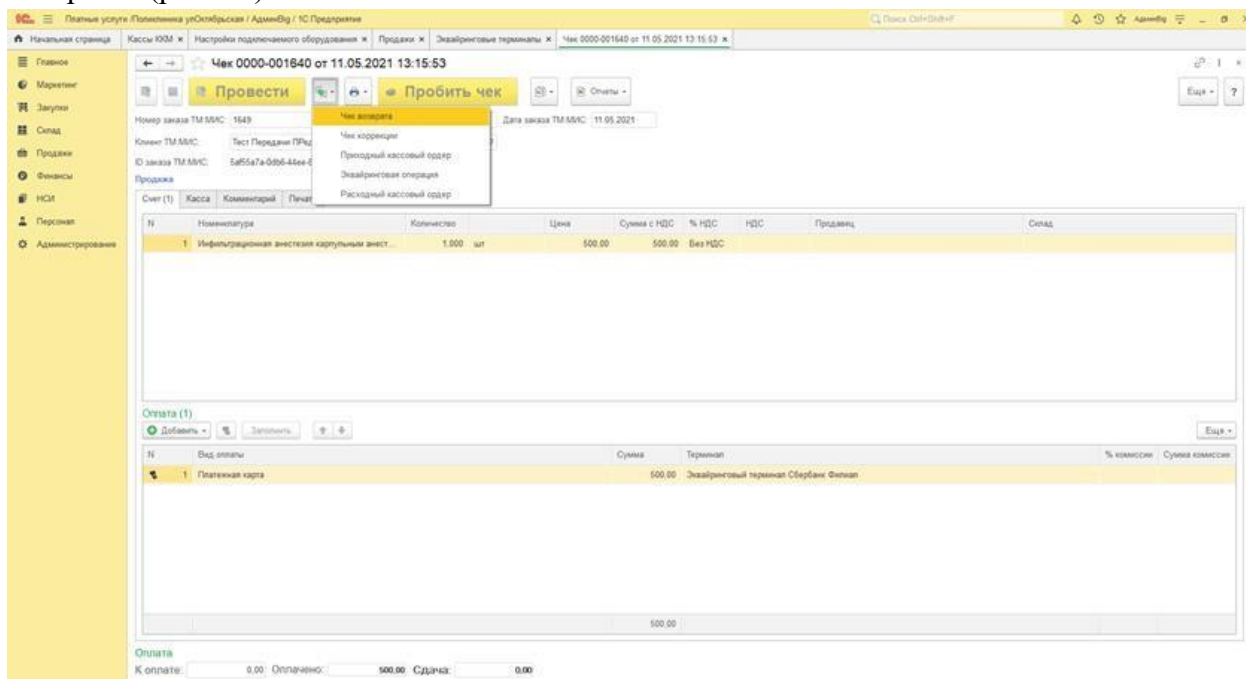 1С Платные услуги /Поликлиника упОктябрьская / АдминBig / 1С:Предприятие Поиск Ctrl+Shift+F АдминBig
Начальная страница Кассы ККМ × Настройки подключаемого оборудования × Продажи × Эквайринговые терминалы × Чек 0000-001640 от 11.05.2021 13:15:53 ×
Главное
Маркетинг
Закупки
Склад
Продажи
Финансы
НСИ
Персонал
Администрирование
Чек 0000-001640 от 11.05.2021 13:15:53
Провести Пробить чек Отчеты Еще ?
Номер заказа ТМ:МИС: 1649 Дата заказа ТМ:МИС: 11.05.2021
Клиент ТМ:МИС: Тест Передачи
ID заказа ТМ:МИС:
Продажа
Чек возврата
Чек коррекции
Приходный кассовый ордер
Эквайринговая операция
Расходный кассовый ордер
Счет (1) Касса Комментарий
N Номенклатура Количество Цена Сумма с НДС % НДС НДС Продавец Склад
1 Инфильтрационная анестезия карпульным анест... 1,000 шт 500,00 500,00 Без НДС
Оплата (1)
Добавить Заполнить Еще
N Вид оплаты Сумма Терминал % комиссии Сумма комиссии
1 Платежная карта 500,00 Эквайринговый терминал Сбербанк Филиал
500,00
Оплата
К оплате: 0,00 Оплачено: 500,00 Сдача: 0,00